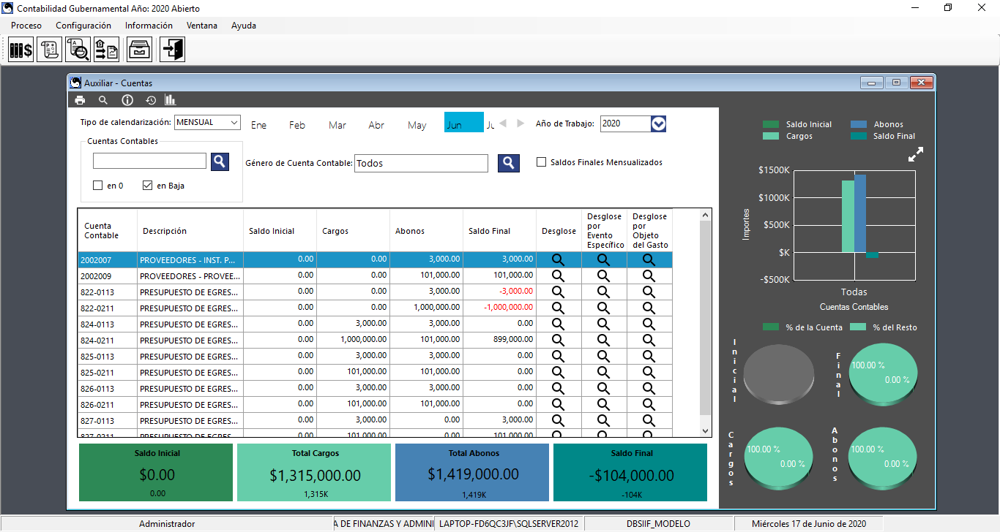 Contabilidad Gubernamental Año: 2020 Abierto
Proceso Configuración Información Ventana Ayuda
Auxiliar - Cuentas
Tipo de calendarización: MENSUAL Ene Feb Mar Abr May Jun Año de Trabajo: 2020
Cuentas Contables
Género de Cuenta Contable: Todos Saldos Finales Mensualizados
en 0 en Baja
Cuenta Contable Descripción Saldo Inicial Cargos Abonos Saldo Final Desglose Desglose por Evento Específico Desglose por Objeto del Gasto
2002007 PROVEEDORES - INST. P... 0.00 0.00 3,000.00 3,000.00
2002009 PROVEEDORES - PROVEE... 0.00 0.00 101,000.00 101,000.00
822-0113 PRESUPUESTO DE EGRES... 0.00 0.00 3,000.00 -3,000.00
822-0211 PRESUPUESTO DE EGRES... 0.00 0.00 1,000,000.00 -1,000,000.00
824-0113 PRESUPUESTO DE EGRES... 0.00 3,000.00 3,000.00 0.00
824-0211 PRESUPUESTO DE EGRES... 0.00 1,000,000.00 101,000.00 899,000.00
825-0113 PRESUPUESTO DE EGRES... 0.00 3,000.00 3,000.00 0.00
825-0211 PRESUPUESTO DE EGRES... 0.00 101,000.00 101,000.00 0.00
826-0113 PRESUPUESTO DE EGRES... 0.00 3,000.00 3,000.00 0.00
826-0211 PRESUPUESTO DE EGRES... 0.00 101,000.00 101,000.00 0.00
827-0113 PRESUPUESTO DE EGRES... 0.00 3,000.00 0.00 3,000.00
827-0211 PRESUPUESTO DE EGRES... 0.00 101,000.00 0.00 101,000.00
Saldo Inicial Total Cargos Total Abonos Saldo Final
$0.00 $1,315,000.00 $1,419,000.00 -$104,000.00
0.00 1,315K 1,419K -104K
Saldo Inicial Abonos
Cargos Saldo Final
$1500K
$1000K
$500K
$K
-$500K
Importes
Todas
Cuentas Contables
% de la Cuenta % del Resto
Inicial
Final
100.00 %
0.00 %
Cargos
100.00 %
0.00 %
Abonos
100.00 %
0.00 %
Administrador A DE FINANZAS Y ADMINI LAPTOP-FD6QC3JF\SQLSERVER2012 DBSIIF_MODELO Miércoles 17 de Junio de 2020